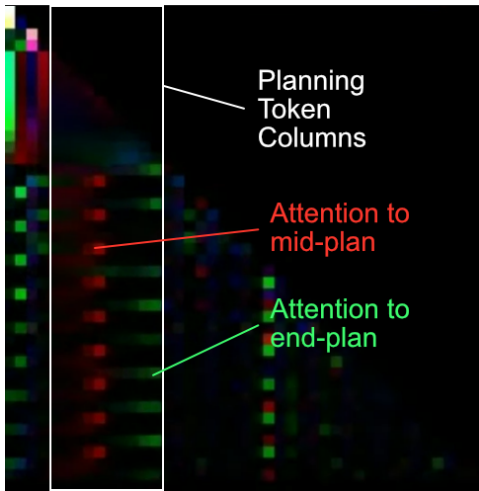 Planning
Token
Columns
Attention to
mid-plan
Attention to
end-plan